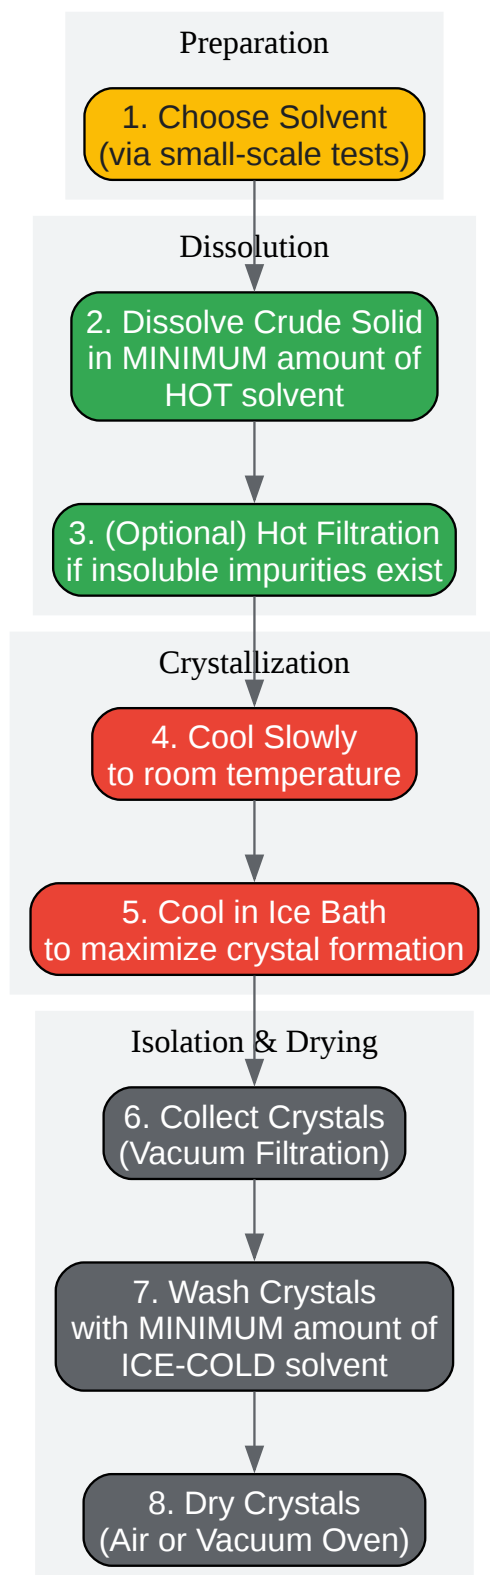 Preparation
1. Choose Solvent
(via small-scale tests)
Dissolution
2. Dissolve Crude Solid
in MINIMUM amount of
HOT solvent
3. (Optional) Hot Filtration
if insoluble impurities exist
Crystallization
4. Cool Slowly
to room temperature
5. Cool in Ice Bath
to maximize crystal formation
Isolation & Drying
6. Collect Crystals
(Vacuum Filtration)
7. Wash Crystals
with MINIMUM amount of
ICE-COLD solvent
8. Dry Crystals
(Air or Vacuum Oven)